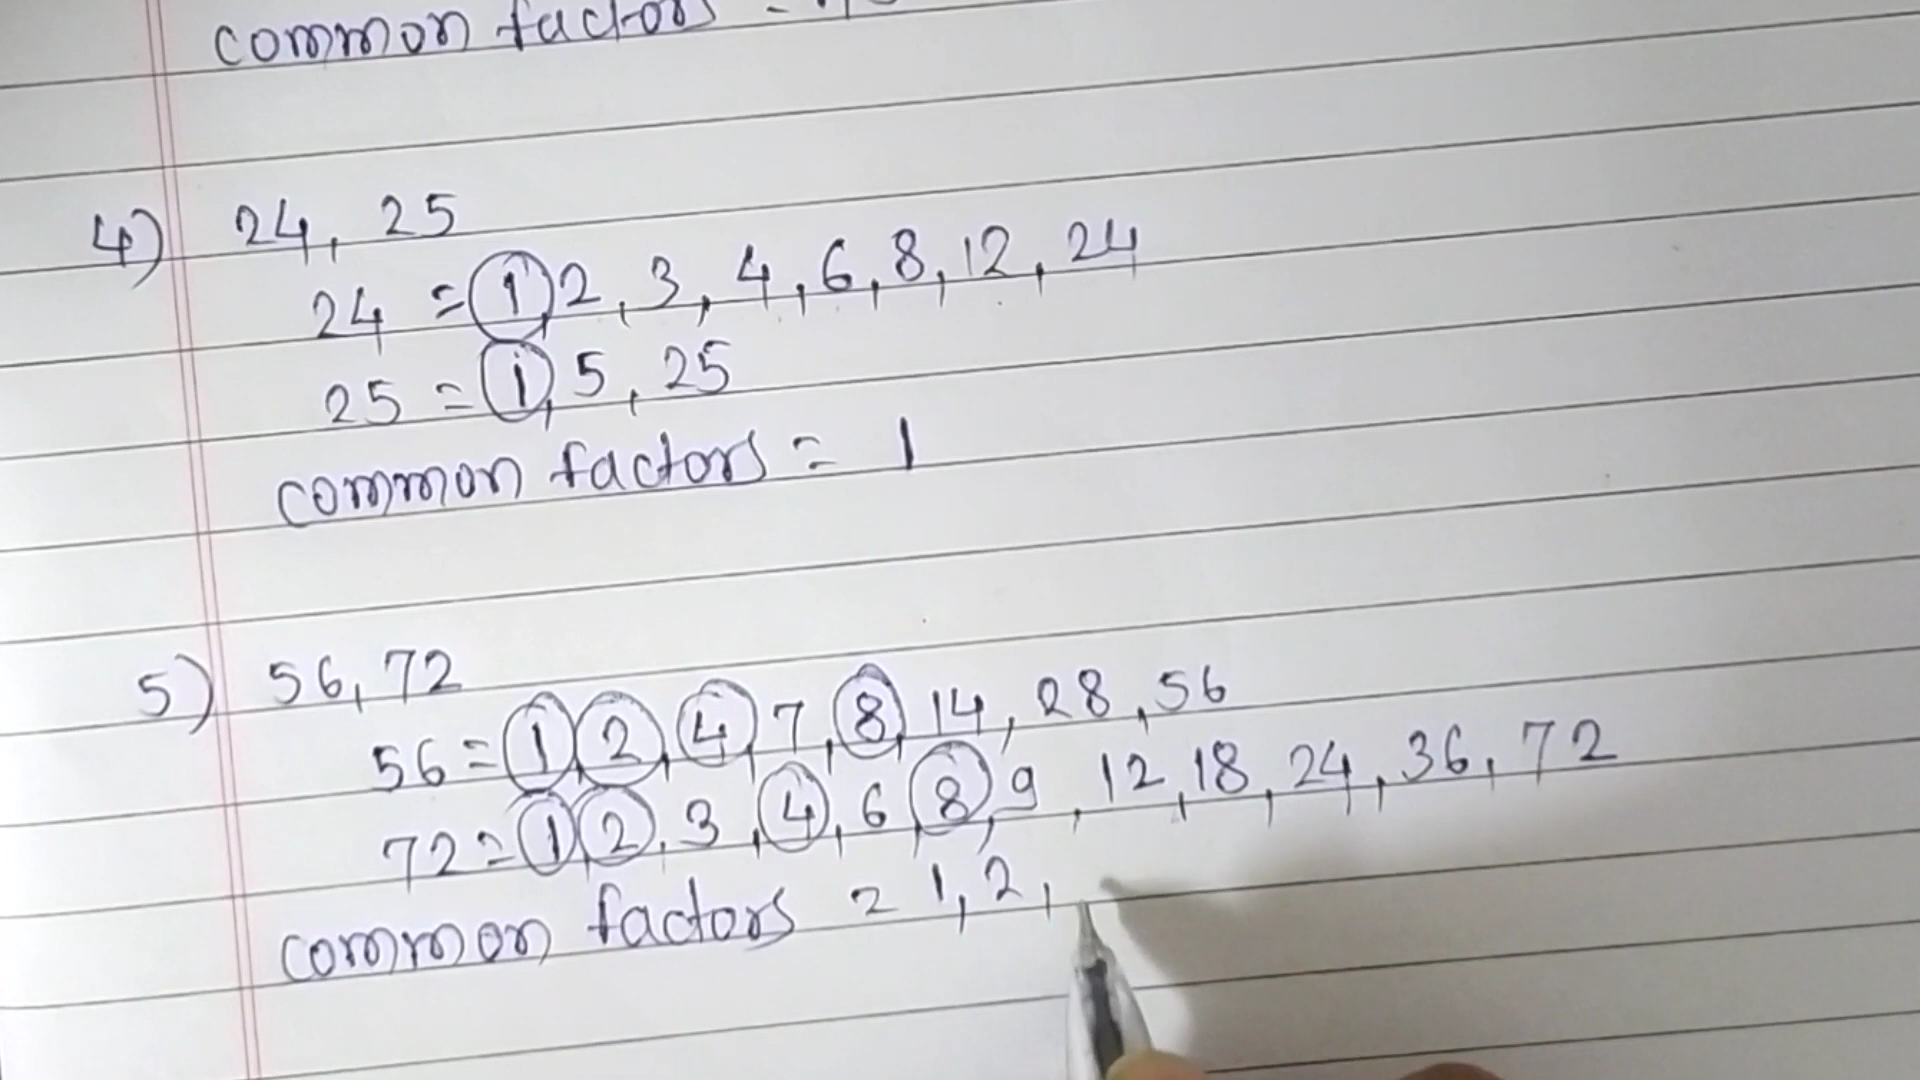 common factors =
4) 24, 25
24 = 1, 2, 3, 4, 6, 8, 12, 24
25 = 1, 5, 25
common factors = 1
5) 56, 72
56 = 1, 2, 4, 7, 8, 14, 28, 56
72 = 1, 2, 3, 4, 6, 8, 9, 12, 18, 24, 36, 72
common factors = 1, 2,